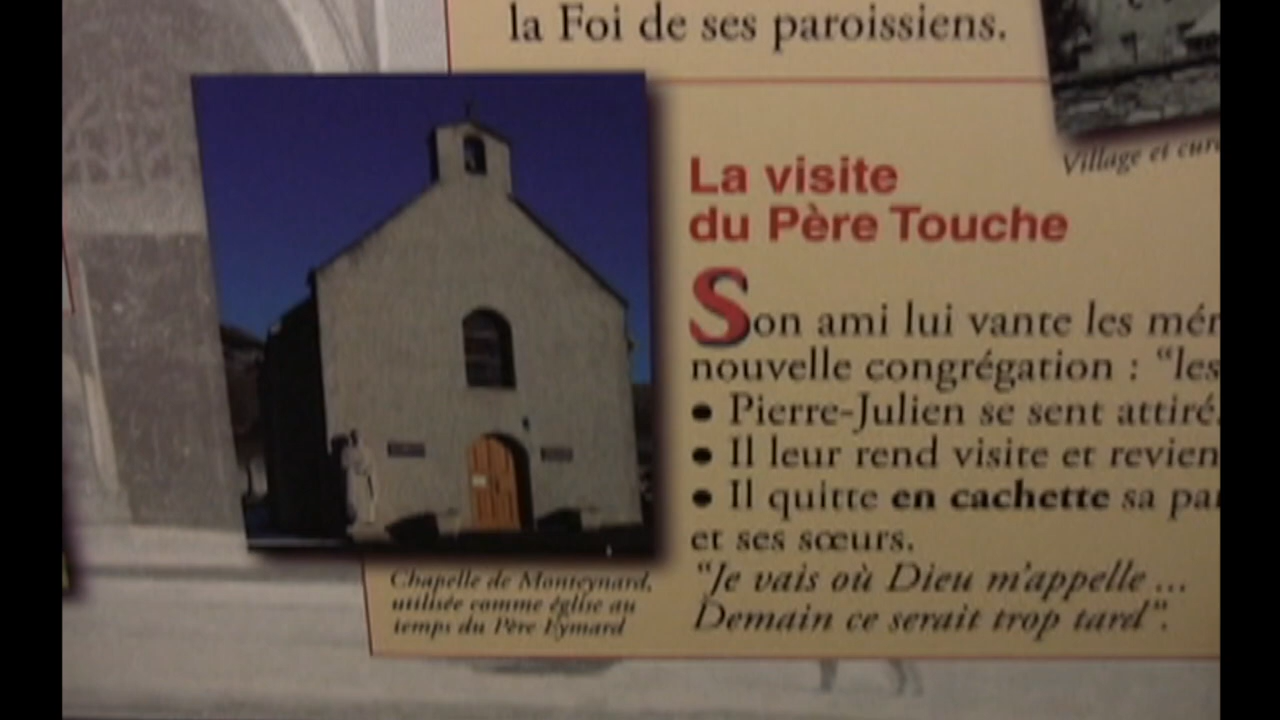 la Foi de ses paroissiens.
Village et cure
La visite
du Père Touche
Son ami lui vante les mér
nouvelle congrégation : “les
• Pierre-Julien se sent attiré.
• Il leur rend visite et revien
• Il quitte en cachette sa pa
et ses sœurs.
“Je vais où Dieu m’appelle ...
Demain ce serait trop tard”.
Chapelle de Monteynard,
utilisée comme église au
temps du Père Eymard